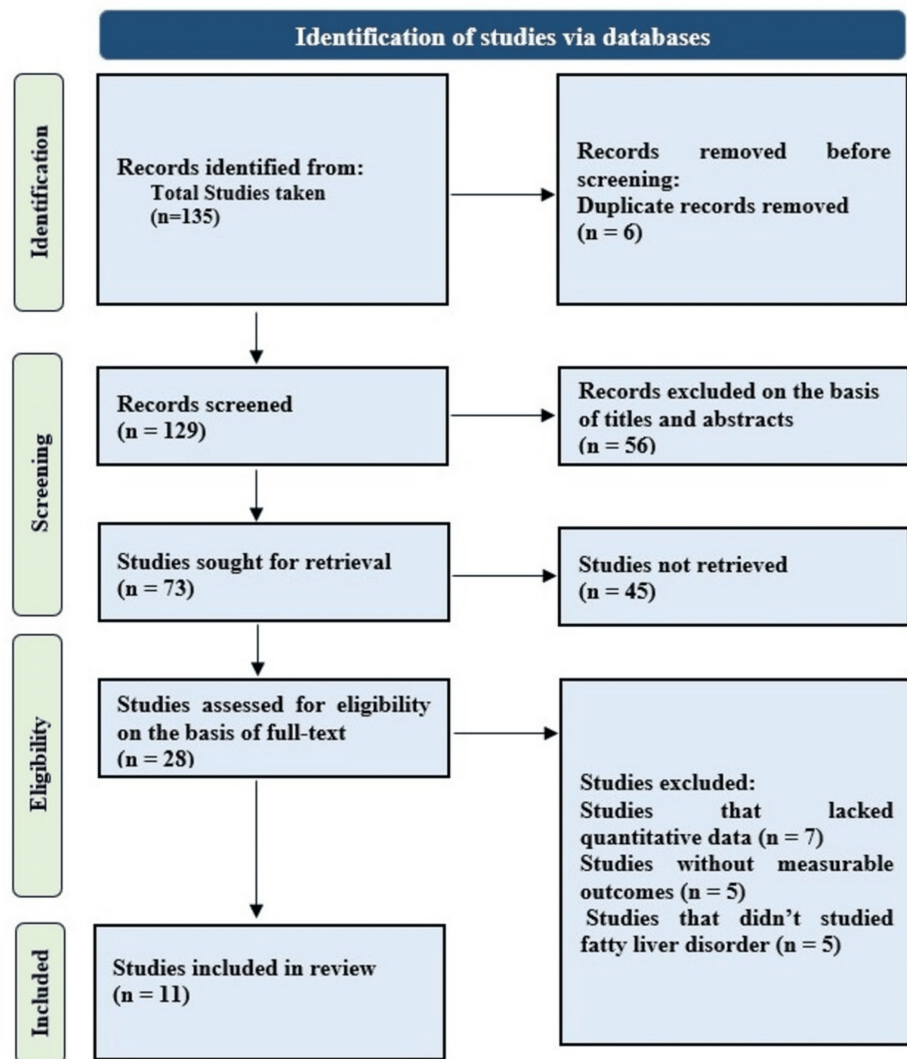 Identification of studies via databases
Identification
Records identified from:
Total Studies taken
(n=135)
Records removed before
screening:
Duplicate records removed
(n = 6)
Screening
Records screened
(n = 129)
Records excluded on the basis
of titles and abstracts
(n = 56)
Studies sought for retrieval
(n = 73)
Studies not retrieved
(n = 45)
Eligibility
Studies assessed for eligibility
on the basis of full-text
(n = 28)
Studies excluded:
Studies that lacked
quantitative data (n = 7)
Studies without measurable
outcomes (n = 5)
Studies that didn’t studied
fatty liver disorder (n = 5)
Included
Studies included in review
(n = 11)